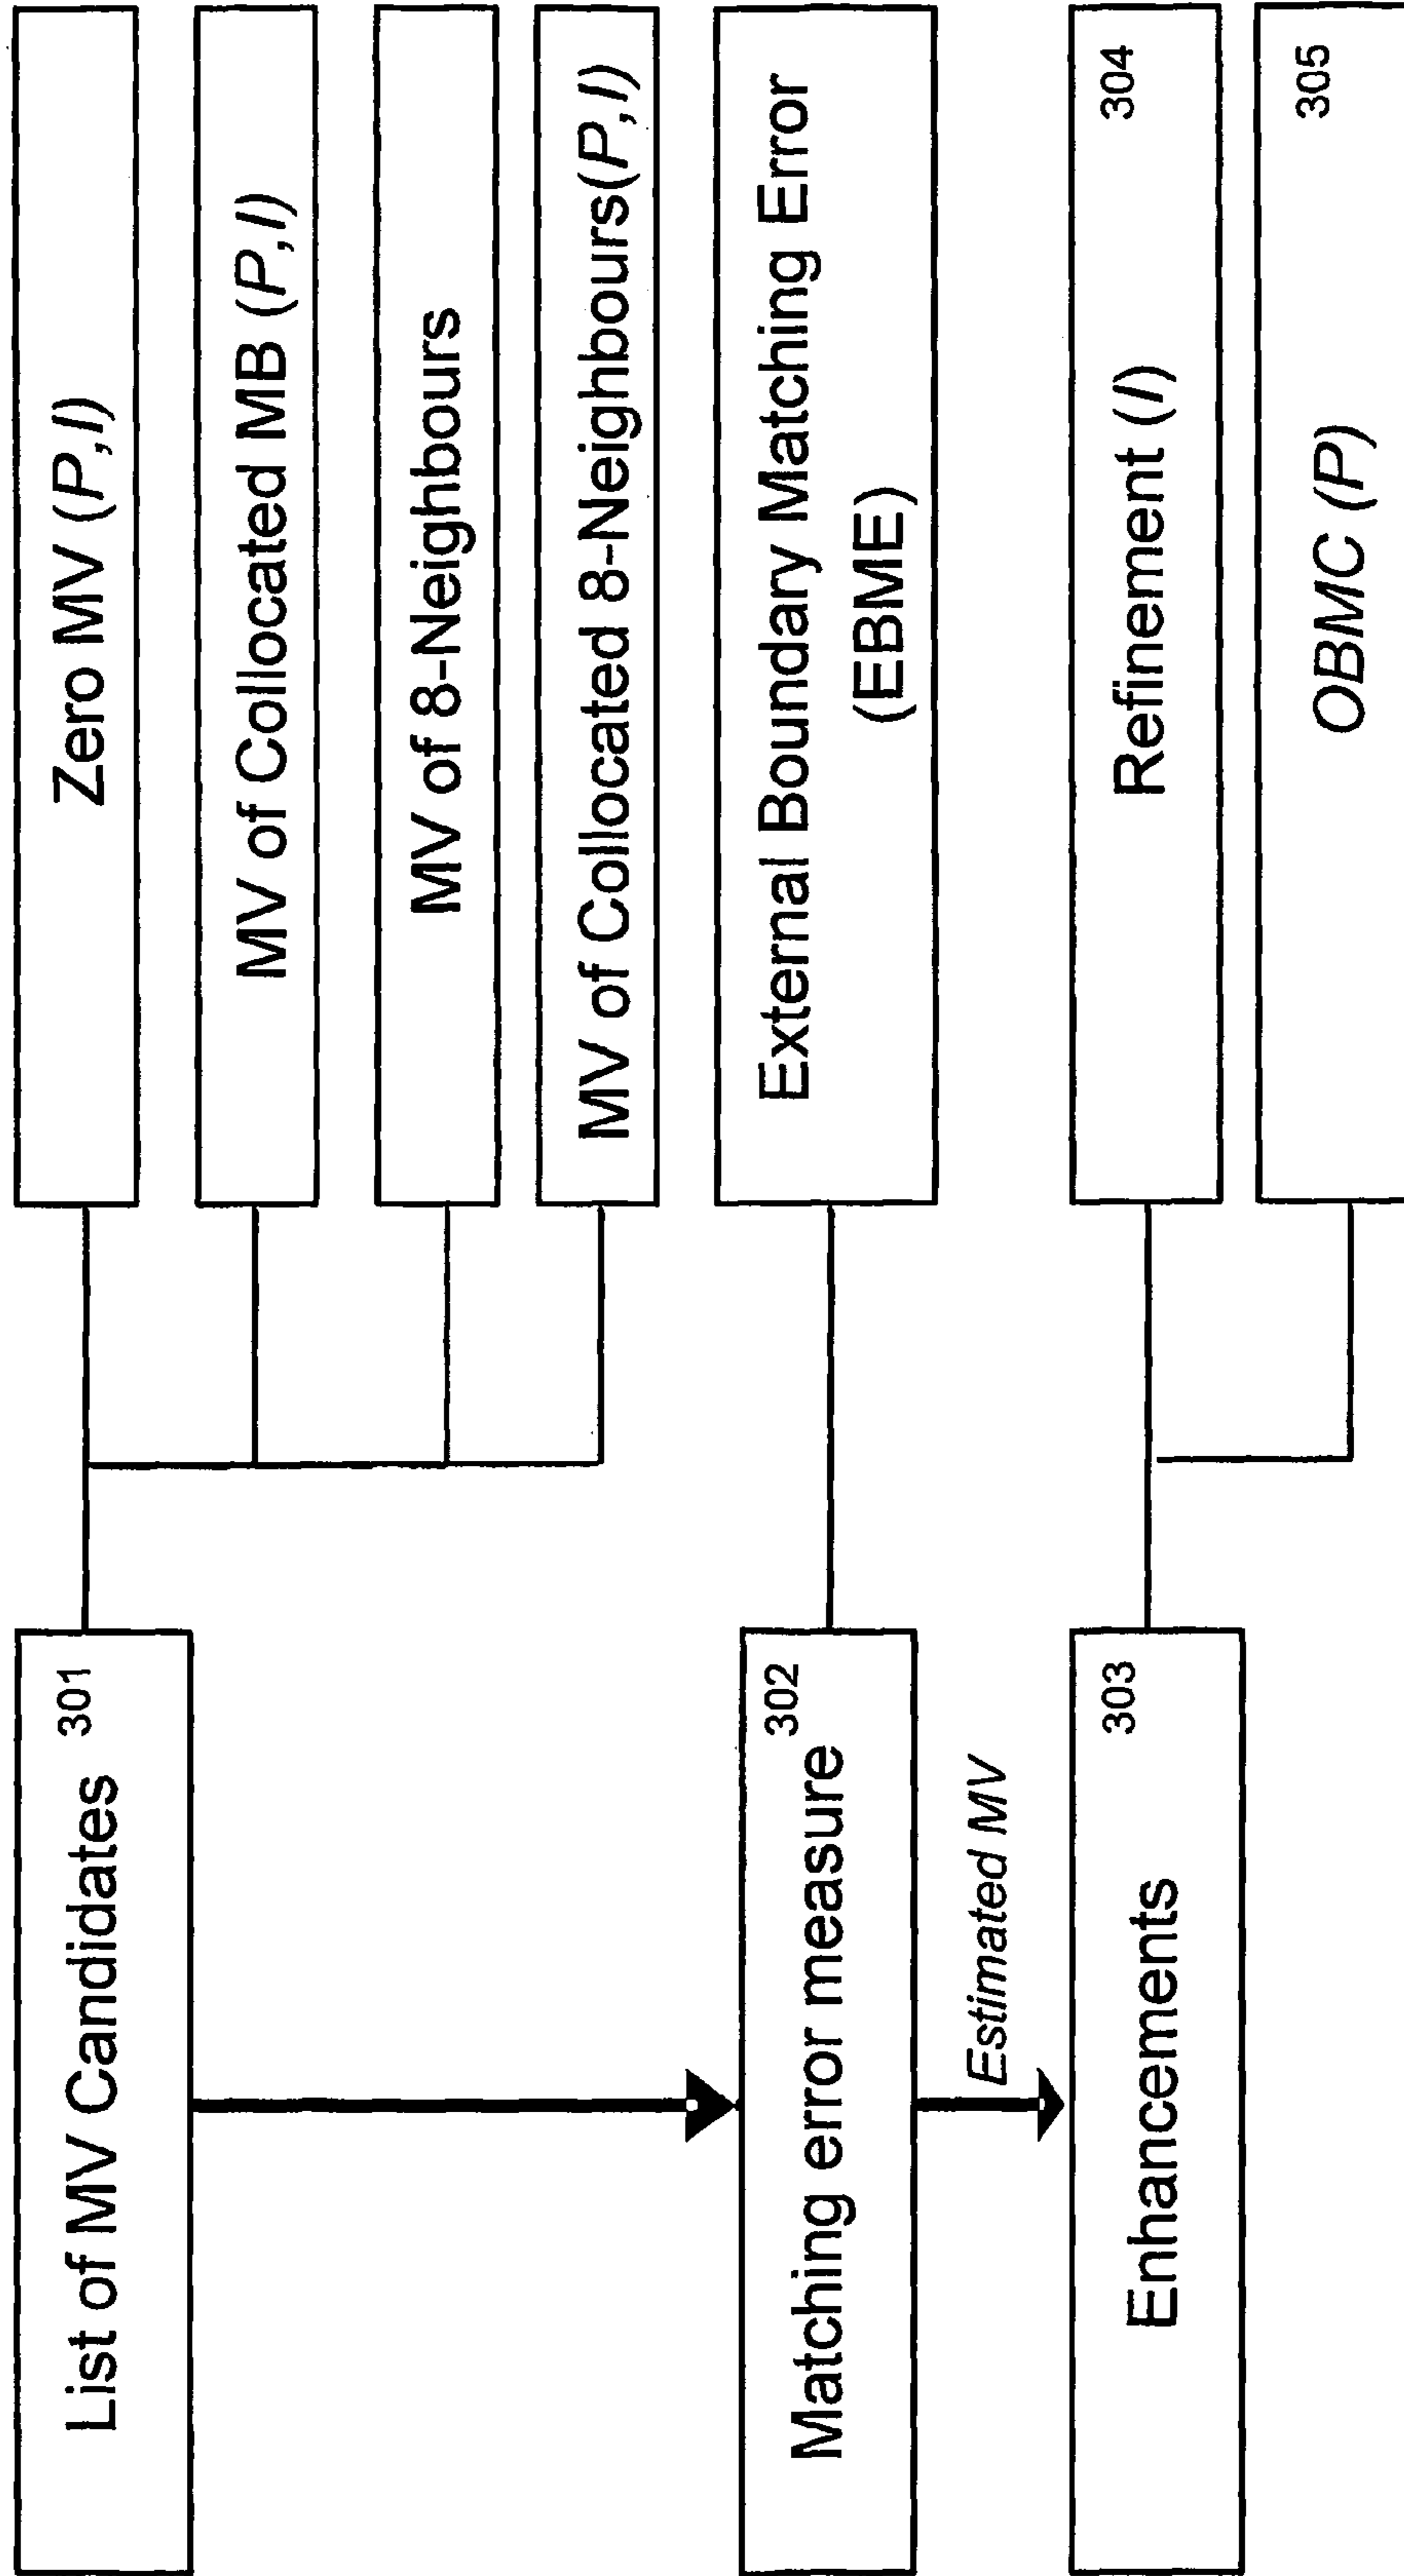 List of MV Candidates 301
Zero MV (P,I)
MV of Collocated MB (P,I)
MV of 8-Neighbours
MV of Collocated 8-Neighbours(P,I)
Matching error measure 302
External Boundary Matching Error
(EBME)
Estimated MV
Enhancements 303
Refinement (I) 304
OBMC (P) 305